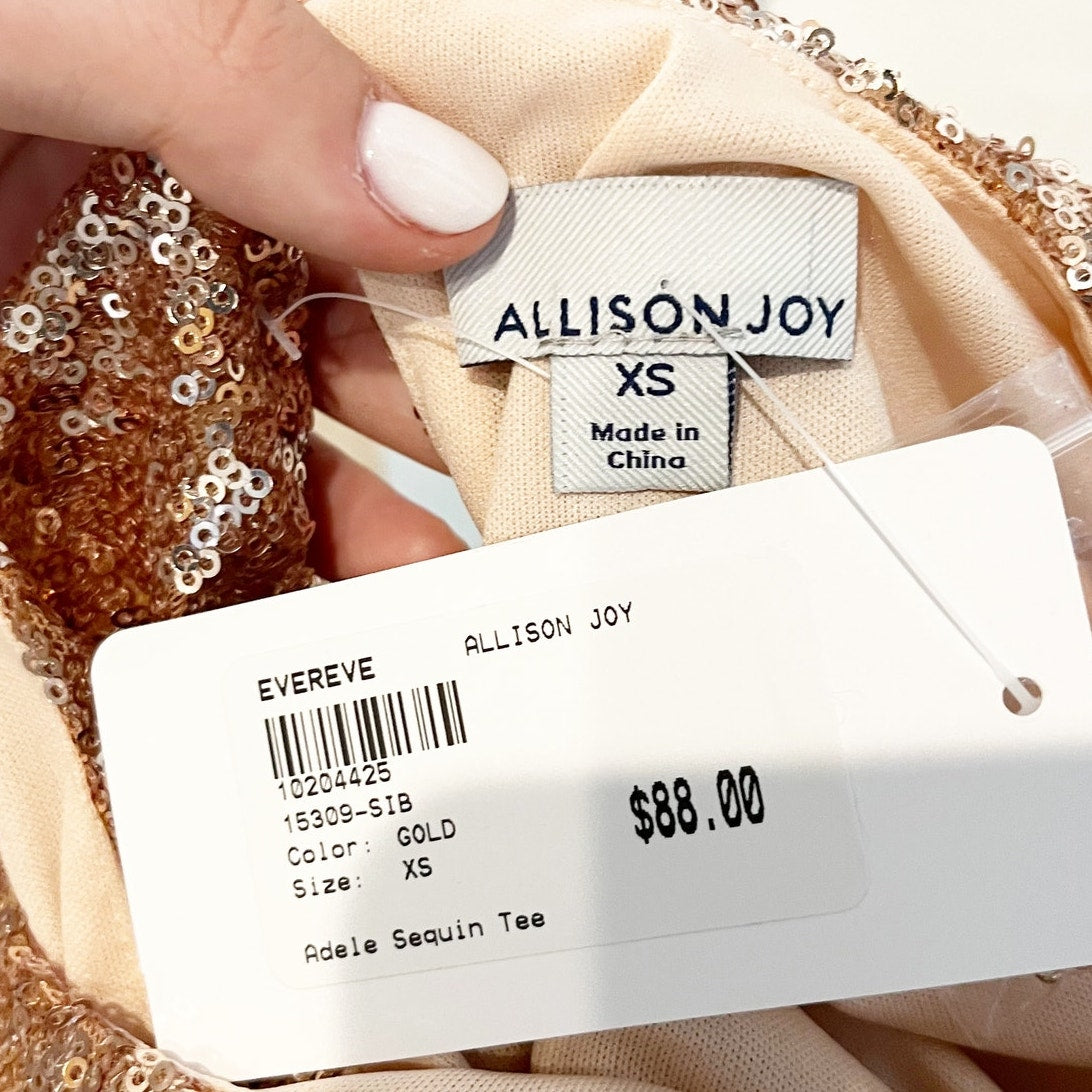 ALLISON JOY
XS
Made in
China
ALLISON JOY
EVEREVE
10204425
15309-SIB
Color: GOLD
Size: XS
$88.00
Adele Sequin Tee